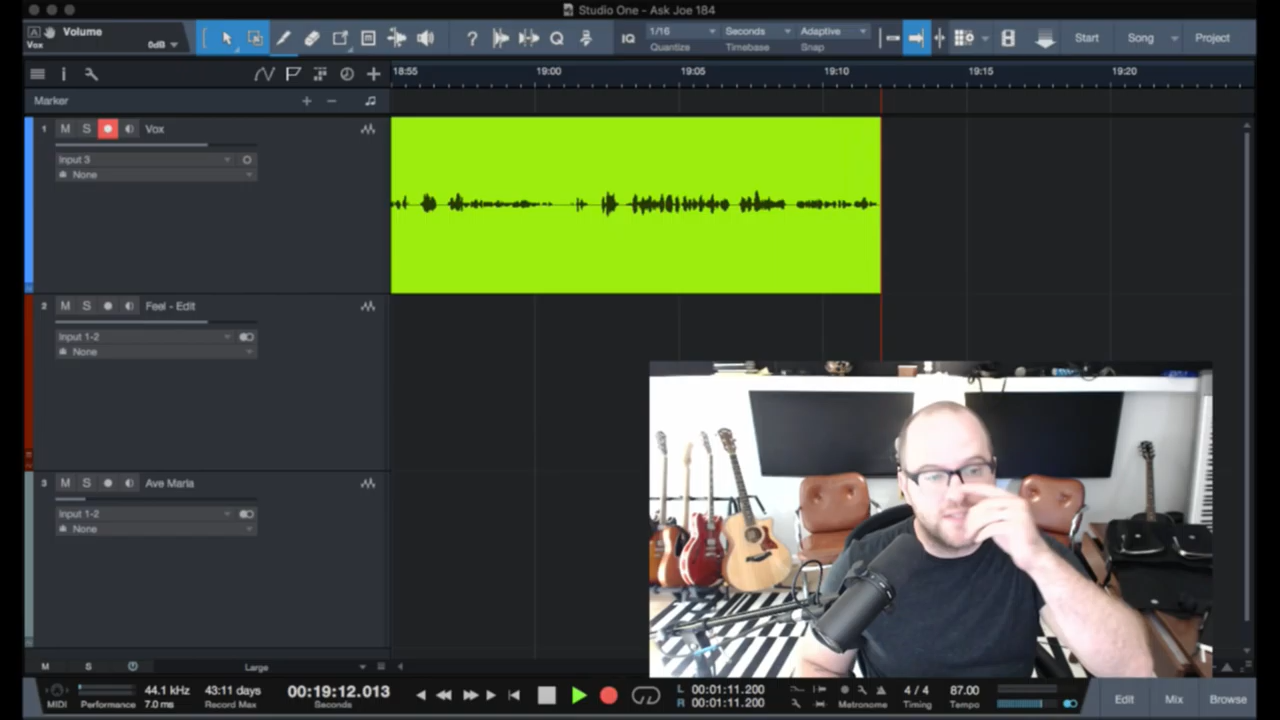 Studio One - Ask Joe 184
A Volume
Vox 0dB
? Q IQ 1/16 Seconds Adaptive Start Song Project
Quantize Timebase Snap
i 18:55 19:00 19:05 19:10 19:15 19:20
Marker + −
1 M S Vox
Input 3
None
2 M S Feel - Edit
Input 1-2
None
3 M S Ave Maria
Input 1-2
None
M S Large
MIDI Performance
44.1 kHz
7.0 ms
43:11 days
Record Max
00:19:12.013
Seconds
L 00:01:11.200
R 00:01:11.200
Metronome
4 / 4
Timing
87.00
Tempo
Edit Mix Browse